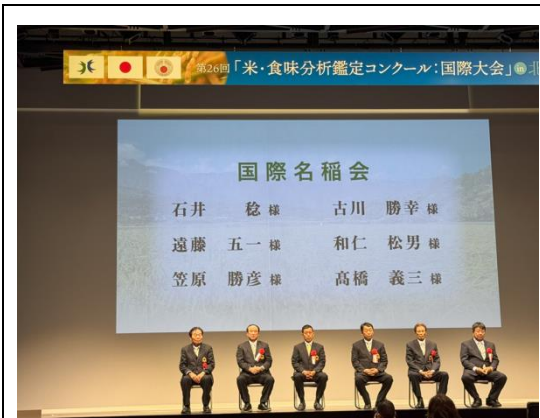 第26回「米・食味分析鑑定コンクール:国際大会」in 北
国際名稲会
石井 稔 様 古川 勝幸 様
遠藤 五一 様 和仁 松男 様
笠原 勝彦 様 髙橋 義三 様